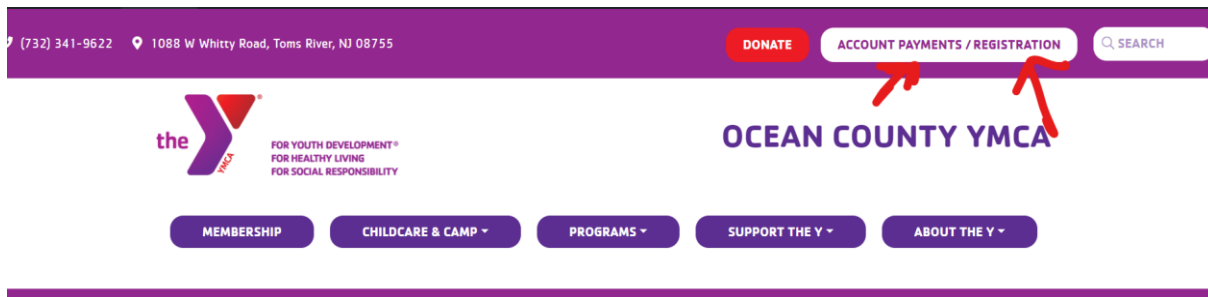 (732) 341-9622 1088 W Whitty Road, Toms River, NJ 08755 DONATE ACCOUNT PAYMENTS / REGISTRATION SEARCH
the YMCA
FOR YOUTH DEVELOPMENT®
FOR HEALTHY LIVING
FOR SOCIAL RESPONSIBILITY
OCEAN COUNTY YMCA
MEMBERSHIP CHILDCARE & CAMP PROGRAMS SUPPORT THE Y ABOUT THE Y